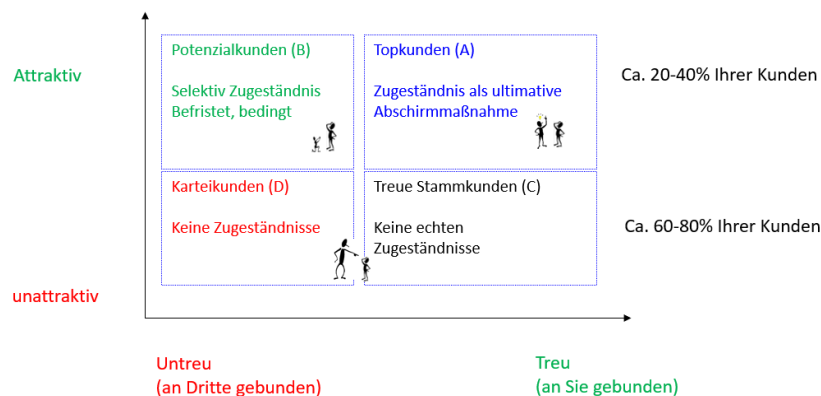 Attraktiv
Potenzialkunden (B)
Selektiv Zugeständnis
Befristet, bedingt
Topkunden (A)
Zugeständnis als ultimative
Abschirmmaßnahme
Ca. 20-40% Ihrer Kunden
Karteikunden (D)
Keine Zugeständnisse
Treue Stammkunden (C)
Keine echten
Zugeständnisse
Ca. 60-80% Ihrer Kunden
unattraktiv
Untreu
(an Dritte gebunden)
Treu
(an Sie gebunden)